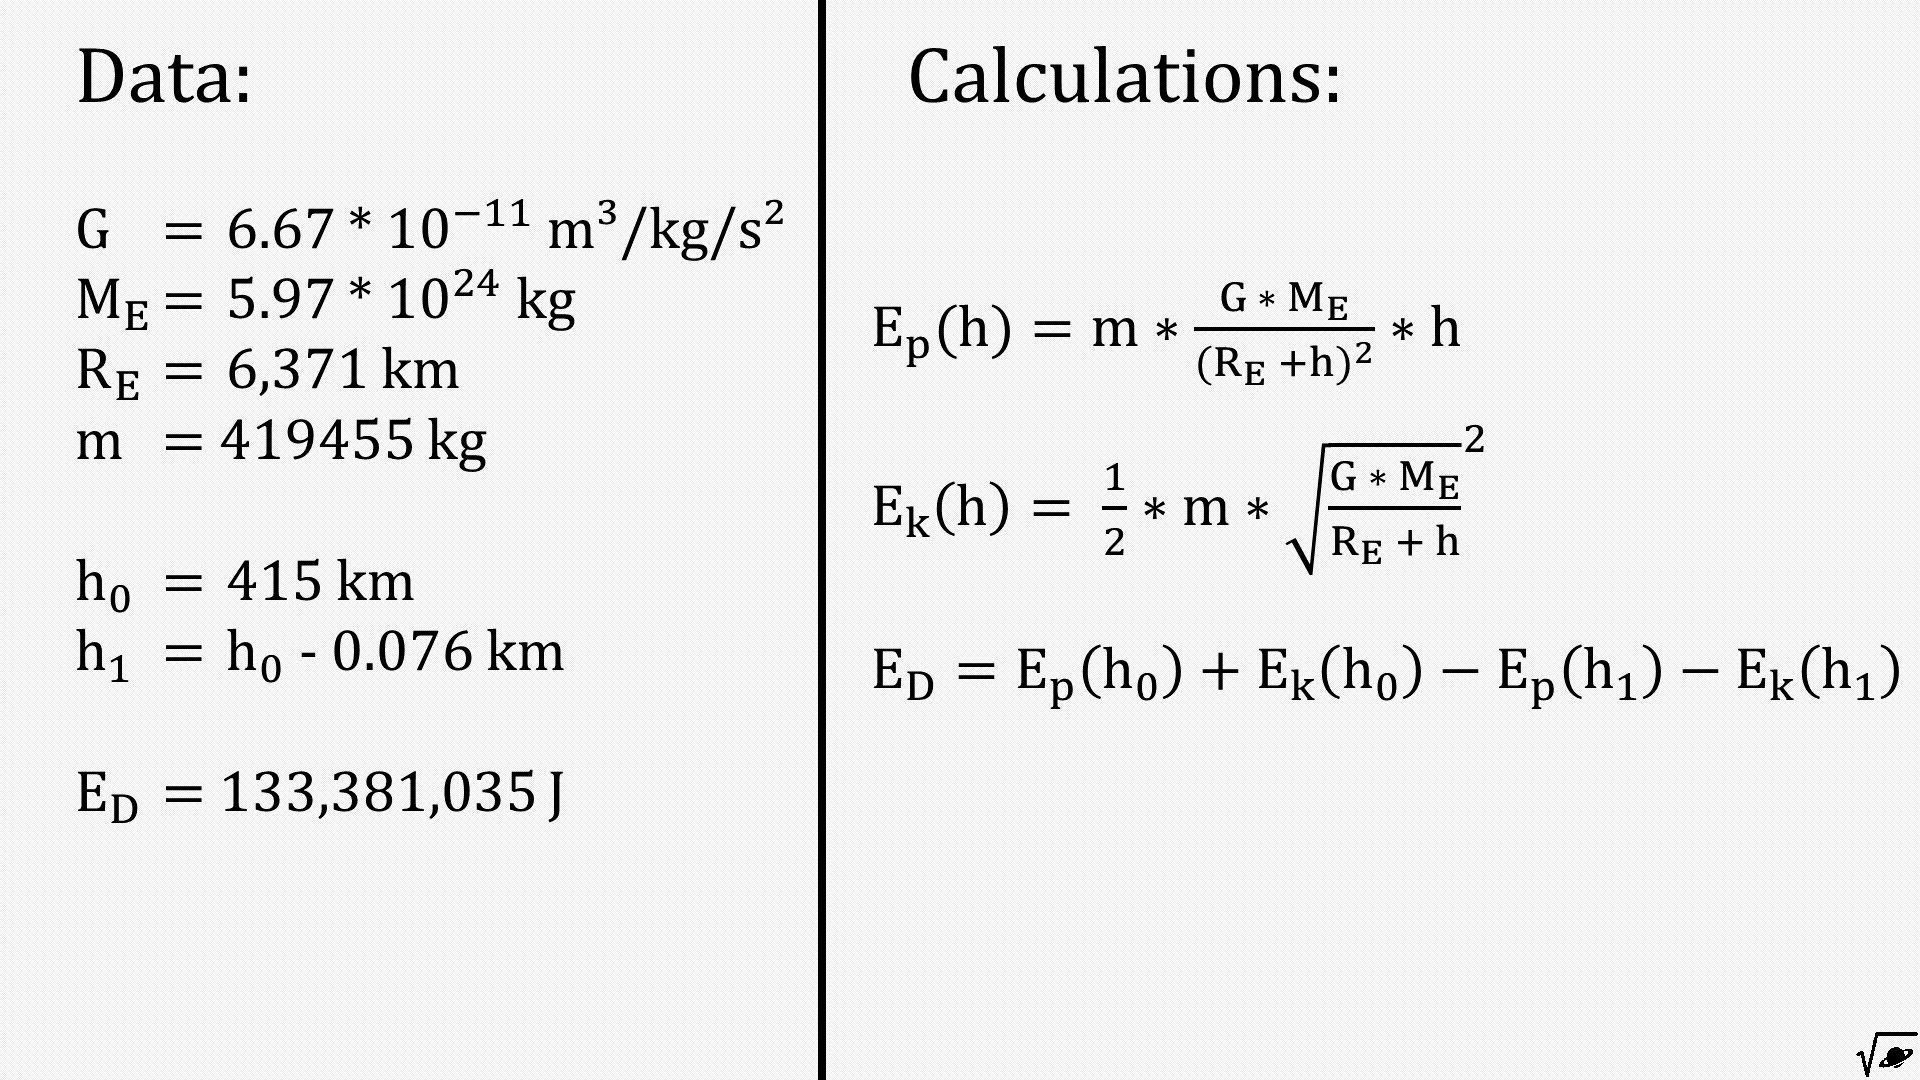 Data:
G = 6.67 * 10⁻¹¹ m³/kg/s²
M_E = 5.97 * 10²⁴ kg
R_E = 6,371 km
m = 419455 kg
h₀ = 415 km
h₁ = h₀ - 0.076 km
E_D = 133,381,035 J
Calculations:
E_p(h) = m * (G * M_E)/(R_E +h)² * h
E_k(h) = 1/2 * m * √((G * M_E)/(R_E + h))²
E_D = E_p(h₀) + E_k(h₀) − E_p(h₁) − E_k(h₁)